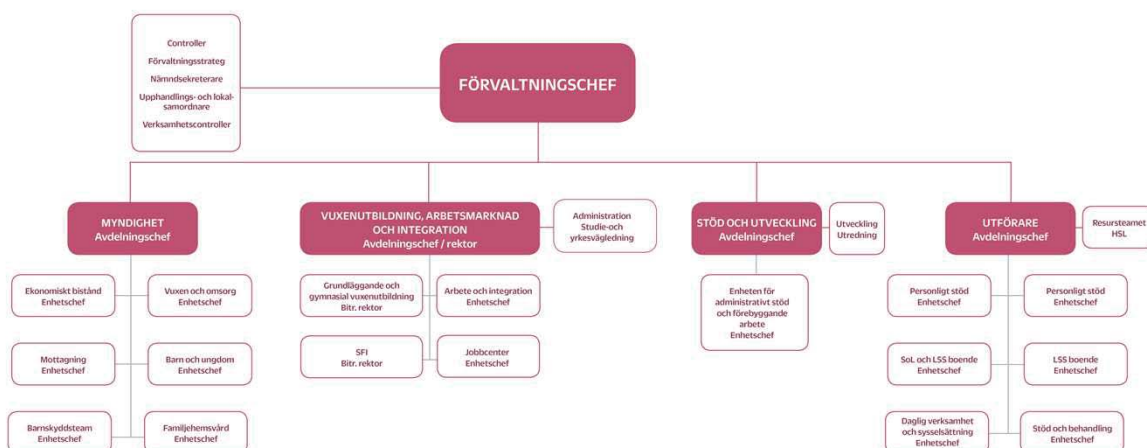 Controller
Förvaltningsstrateg
Nämndsekreterare
Upphandlings- och lokal-
samordnare
Verksamhetscontroller
FÖRVALTNINGSCHEF
MYNDIGHET
Avdelningschef
VUXENUTBILDNING, ARBETSMARKNAD
OCH INTEGRATION
Avdelningschef / rektor
Administration
Studie-och
yrkesvägledning
STÖD OCH UTVECKLING
Avdelningschef
Utveckling
Utredning
UTFÖRARE
Avdelningschef
Resursteamet
HSL
Ekonomiskt bistånd
Enhetschef
Vuxen och omsorg
Enhetschef
Mottagning
Enhetschef
Barn och ungdom
Enhetschef
Barnskyddsteam
Enhetschef
Familjehemsvård
Enhetschef
Grundläggande och
gymnasial vuxenutbildning
Bitr. rektor
Arbete och integration
Enhetschef
SFI
Bitr. rektor
Jobbcenter
Enhetschef
Enheten för
administrativt stöd
och förebyggande
arbete
Enhetschef
Personligt stöd
Enhetschef
Personligt stöd
Enhetschef
SoL och LSS boende
Enhetschef
LSS boende
Enhetschef
Daglig verksamhet
och sysselsättning
Enhetschef
Stöd och behandling
Enhetschef